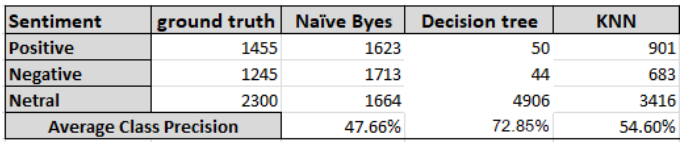 Sentiment ground truth Naïve Byes Decision tree KNN
Positive 1455 1623 50 901
Negative 1245 1713 44 683
Netral 2300 1664 4906 3416
Average Class Precision 47.66% 72.85% 54.60%